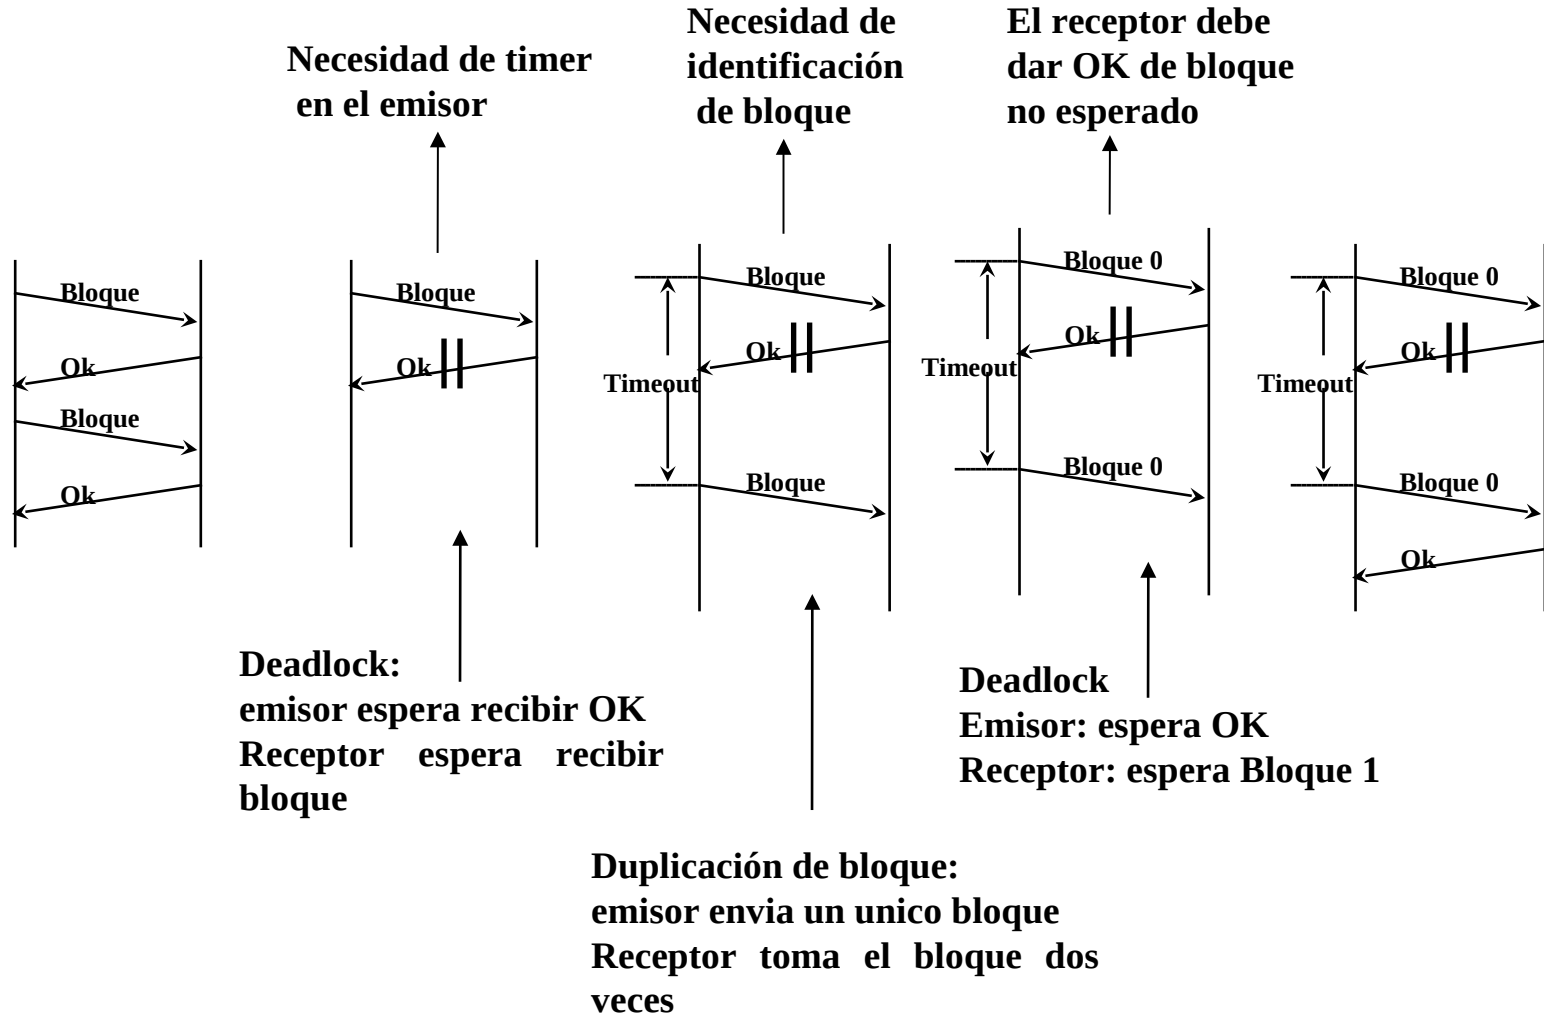 Necesidad de timer
en el emisor
Necesidad de
identificación
de bloque
El receptor debe
dar OK de bloque
no esperado
Bloque
Ok
Bloque
Ok
Bloque
Ok
Bloque
Ok
Timeout
Bloque
Bloque 0
Ok
Timeout
Bloque 0
Bloque 0
Ok
Timeout
Bloque 0
Ok
Deadlock:
emisor espera recibir OK
Receptor espera recibir
bloque
Duplicación de bloque:
emisor envia un unico bloque
Receptor toma el bloque dos
veces
Deadlock
Emisor: espera OK
Receptor: espera Bloque 1